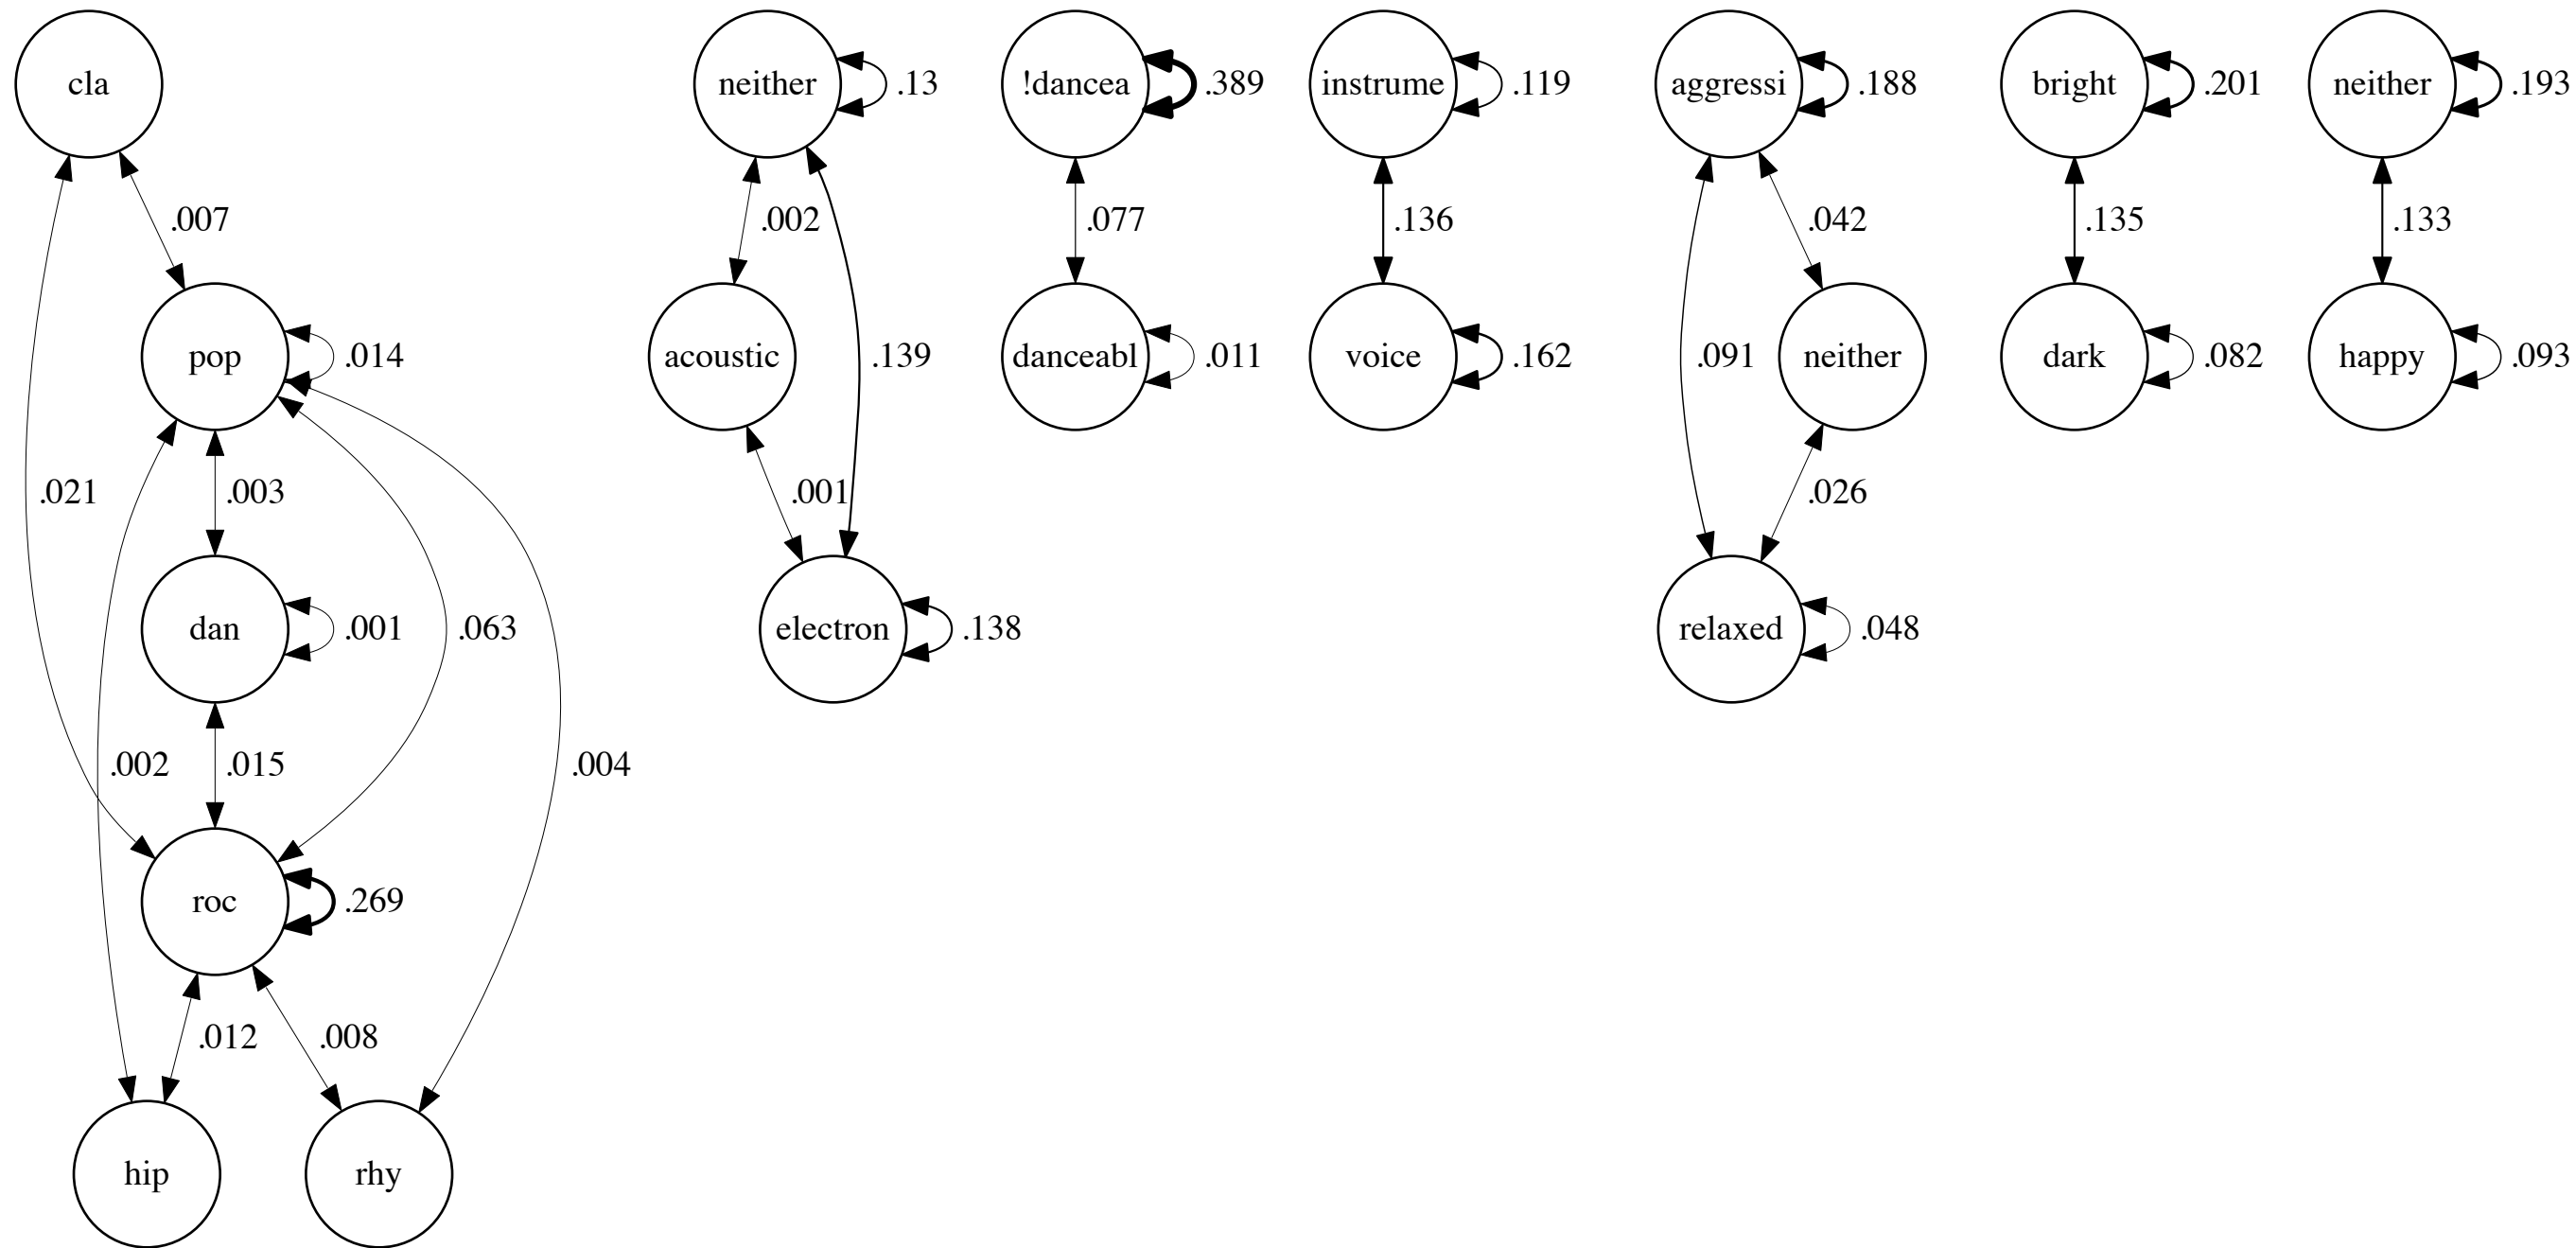 cla
neither
.13
!dancea
.389
instrume
.119
aggressi
.188
bright
.201
neither
.193
.007
.002
.077
.136
.042
.135
.133
pop
.014
acoustic
.139
danceabl
.011
voice
.162
.091
neither
dark
.082
happy
.093
.021
.003
.001
.026
dan
.001
.063
electron
.138
relaxed
.048
.002
.015
.004
roc
.269
.012
.008
hip
rhy